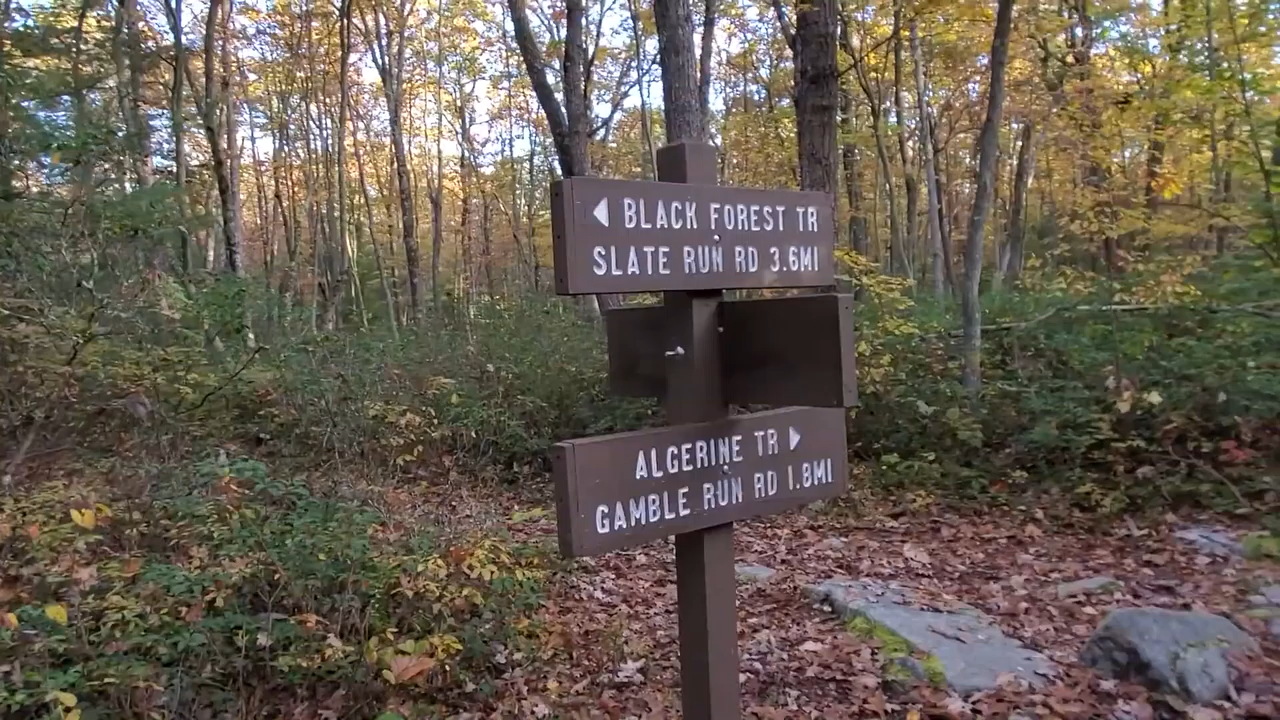 ◀ BLACK FOREST TR
SLATE RUN RD 3.6MI
ALGERINE TR ▶
GAMBLE RUN RD 1.8MI